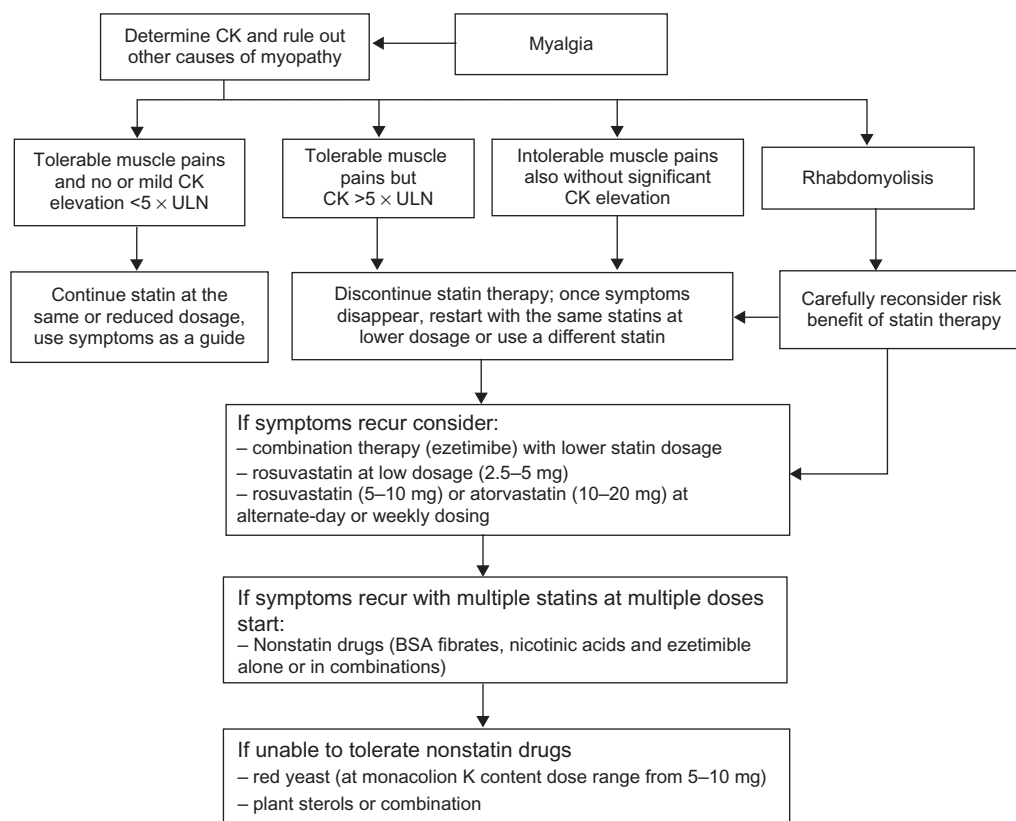 Determine CK and rule out
other causes of myopathy
Myalgia
Tolerable muscle pains
and no or mild CK
elevation <5 × ULN
Tolerable muscle
pains but
CK >5 × ULN
Intolerable muscle pains
also without significant
CK elevation
Rhabdomyolisis
Continue statin at the
same or reduced dosage,
use symptoms as a guide
Discontinue statin therapy; once symptoms
disappear, restart with the same statins at
lower dosage or use a different statin
Carefully reconsider risk
benefit of statin therapy
If symptoms recur consider:
– combination therapy (ezetimibe) with lower statin dosage
– rosuvastatin at low dosage (2.5–5 mg)
– rosuvastatin (5–10 mg) or atorvastatin (10–20 mg) at
alternate-day or weekly dosing
If symptoms recur with multiple statins at multiple doses
start:
– Nonstatin drugs (BSA fibrates, nicotinic acids and ezetimible
alone or in combinations)
If unable to tolerate nonstatin drugs
– red yeast (at monacolion K content dose range from 5–10 mg)
– plant sterols or combination